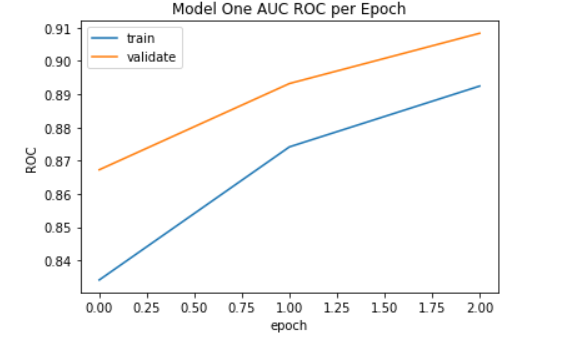 Model One AUC ROC per Epoch
train
validate
0.91
0.90
0.89
0.88
0.87
0.86
0.85
0.84
ROC
0.00 0.25 0.50 0.75 1.00 1.25 1.50 1.75 2.00
epoch